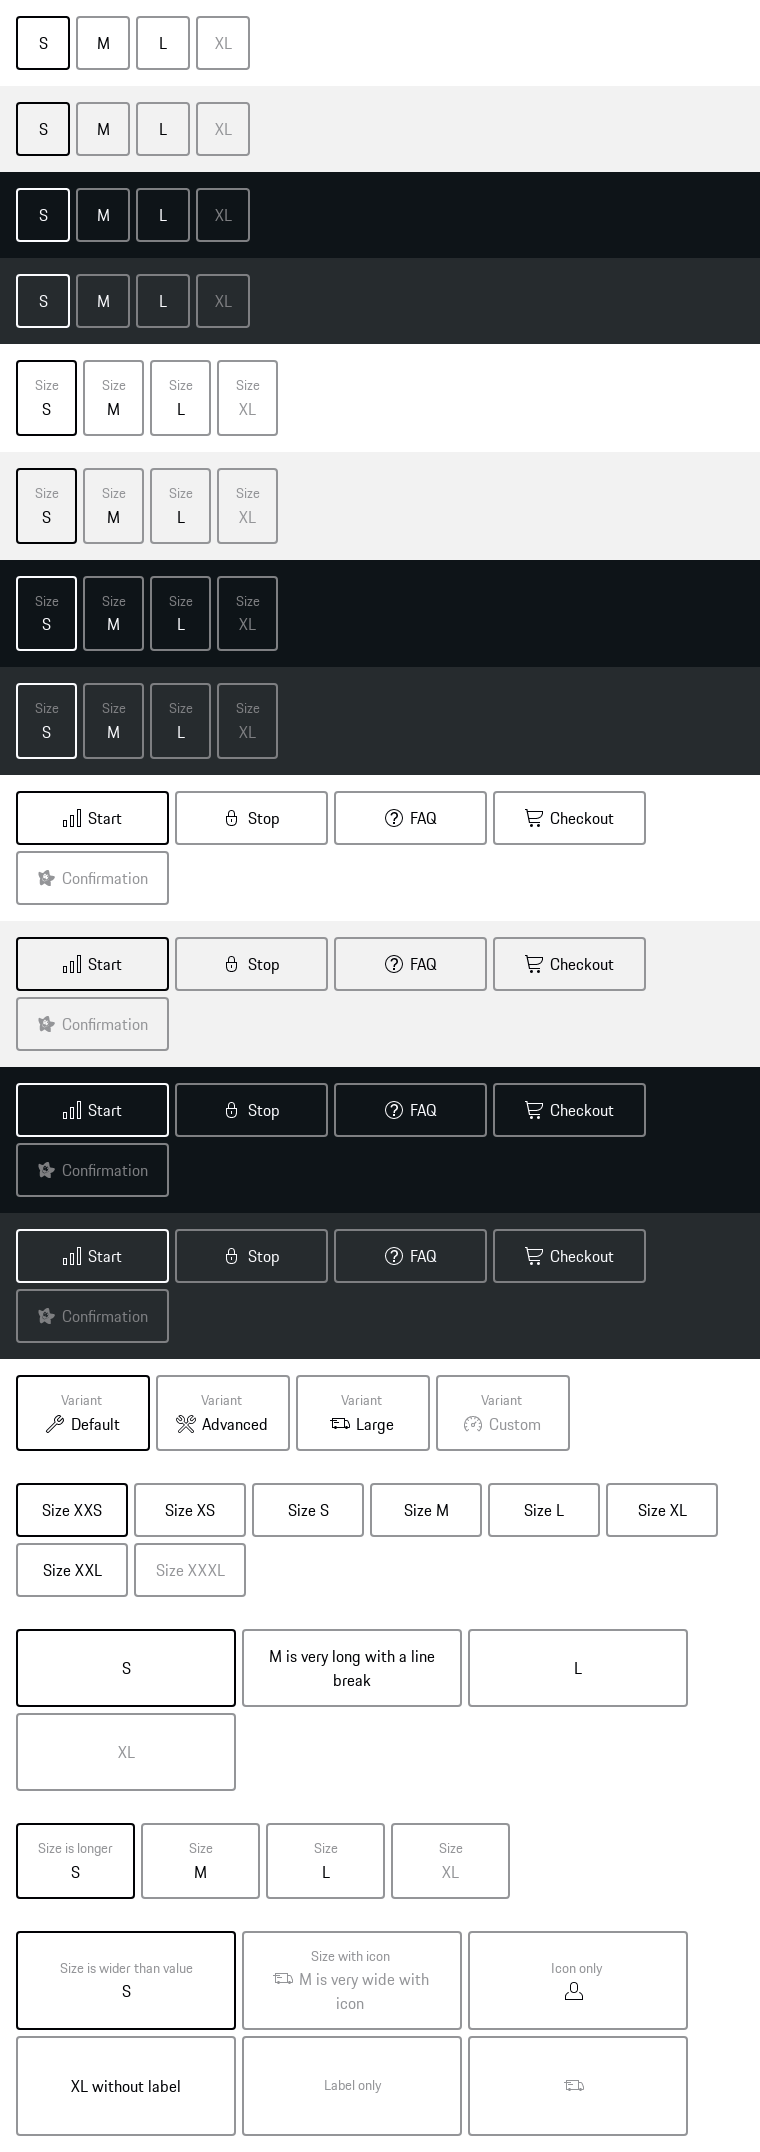 S M L XL
S M L XL
S M L XL
S M L XL
Size Size Size Size
S M L XL
Size Size Size Size
S M L XL
Size Size Size Size
S M L XL
Size Size Size Size
S M L XL
Start Stop FAQ Checkout
Confirmation
Start Stop FAQ Checkout
Confirmation
Start Stop FAQ Checkout
Confirmation
Start Stop FAQ Checkout
Confirmation
Variant Variant Variant Variant
Default Advanced Large Custom
Size XXS Size XS Size S Size M Size L Size XL
Size XXL Size XXXL
S
M is very long with a line
break
L
XL
Size is longer Size Size Size
S M L XL
Size is wider than value
S
Size with icon
M is very wide with
icon
Icon only
XL without label
Label only